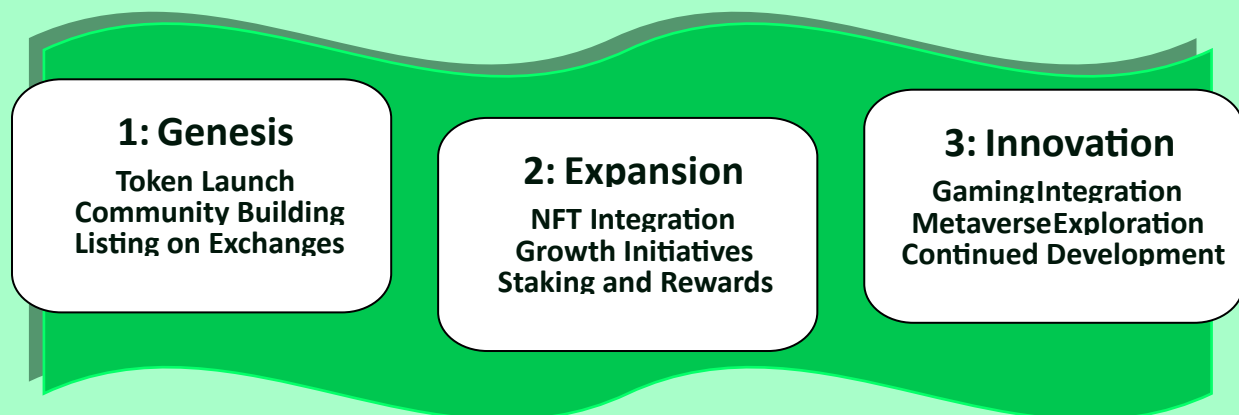 1: Genesis
Token Launch
Community Building
Listing on Exchanges
2: Expansion
NFT Integration
Growth Initiatives
Staking and Rewards
3: Innovation
GamingIntegration
MetaverseExploration
Continued Development